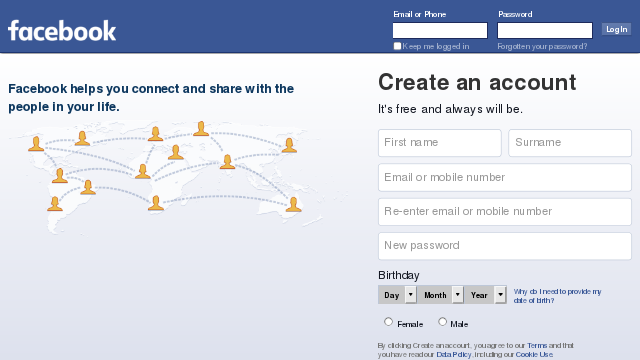 facebook
Email or Phone
Password
Log In
Keep me logged in
Forgotten your password?
Facebook helps you connect and share with the
people in your life.
Create an account
It's free and always will be.
First name
Surname
Email or mobile number
Re-enter email or mobile number
New password
Birthday
Day
Month
Year
Why do I need to provide my
date of birth?
Female
Male
By clicking Create an account, you agree to our Terms and that
you have read our Data Policy, including our Cookie Use.